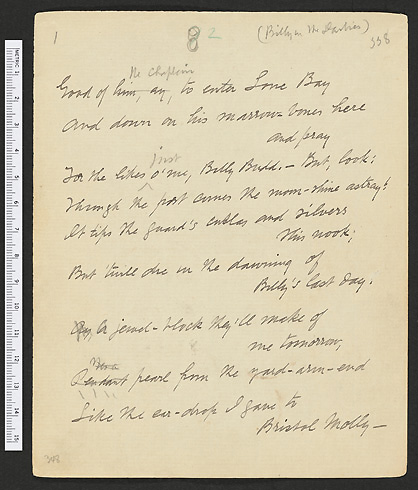 1 8 2 (Billy in the Darbies) 338
The Chaplain
Good of him, ay, to enter Lone Bay
And down on his marrow-bones here
and pray
just
For the likes o' me, Billy Budd. — But, look:
Through the port comes the moon-shine astray!
It tips the guard's cutlas and silvers
this nook;
But 'twill die in the dawning of
Billy's last day.
A jewel-block they'll make of
me tomorrow,
Pendant pearl from the yard-arm-end
Like the ear-drop I gave to
Bristol Molly —
METRIC 1 2 3 4 5 6 7 8 9 10 11 12 13 14 15